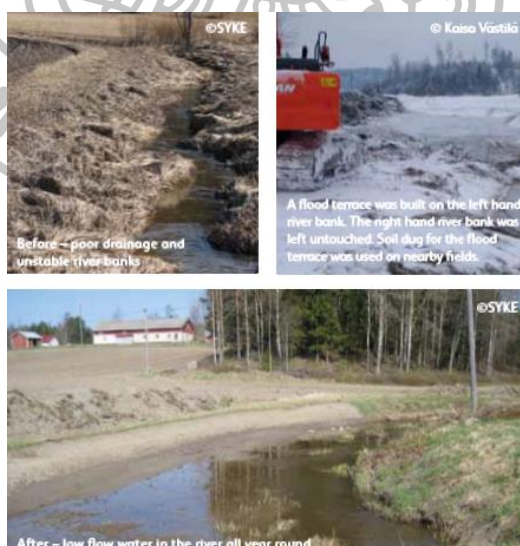 ©SYKE
Before – poor drainage and
unstable river banks
© Kaisa Västilä
A flood terrace was built on the left hand
river bank. The right hand river bank was
left untouched. Soil dug for the flood
terrace was used on nearby fields.
©SYKE
After – low flow water in the river all year round